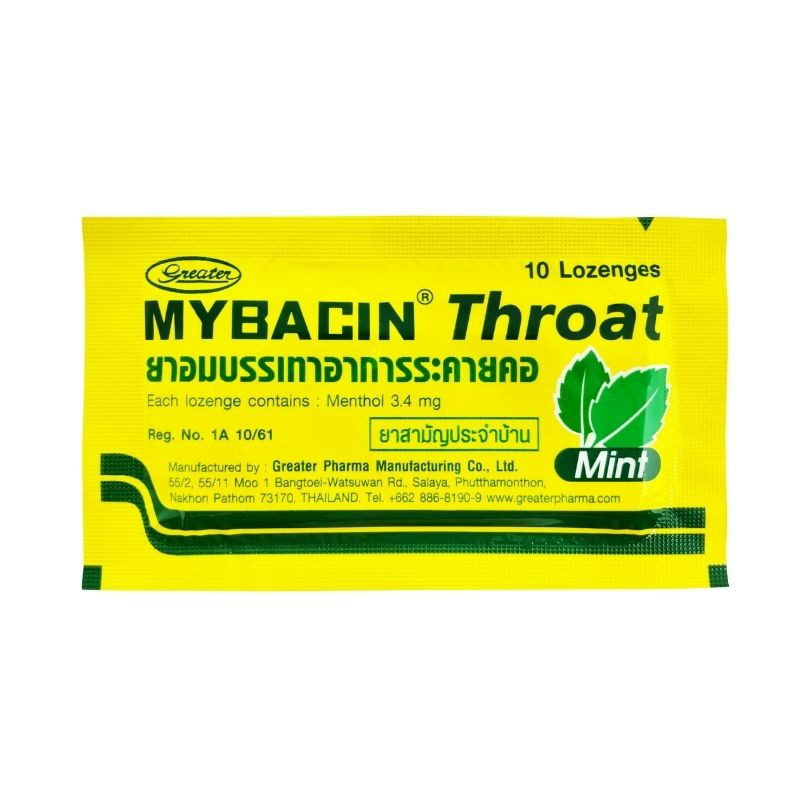 Greater
10 Lozenges
MYBACIN® Throat
ยาอมบรรเทาอาการระคายคอ
Each lozenge contains : Menthol 3.4 mg
Reg. No. 1A 10/61
ยาสามัญประจำบ้าน
Mint
Manufactured by : Greater Pharma Manufacturing Co., Ltd.
55/2, 55/11 Moo 1 Bangtoei-Watsuwan Rd., Salaya, Phutthamonthon,
Nakhon Pathom 73170, THAILAND. Tel. +662 886-8190-9 www.greaterpharma.com